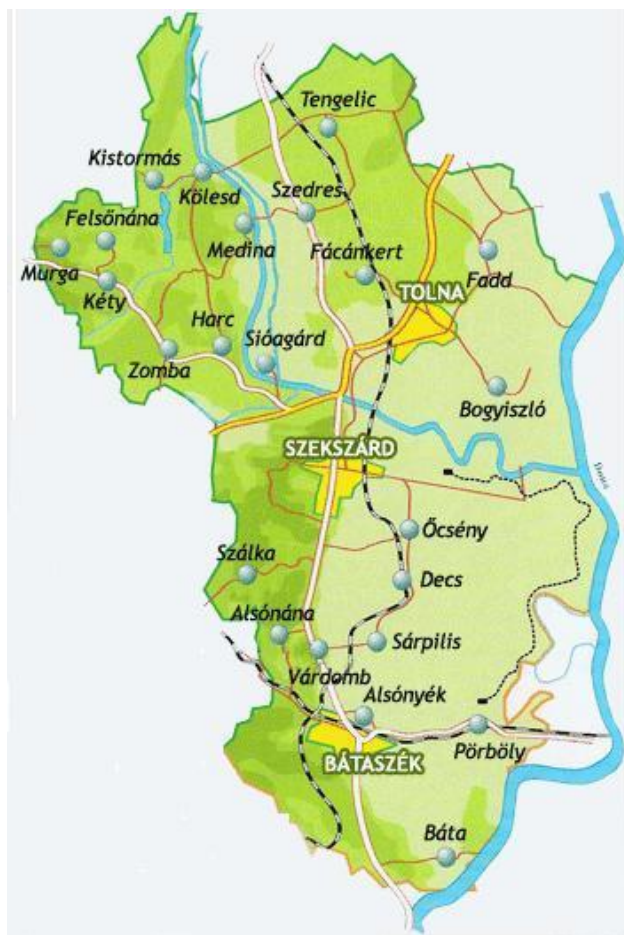 Tengelic
Kistormás
Kölesd
Szedres
Felsőnána
Medina
Fácánkert
Murga
Fadd
Kéty
TOLNA
Harc
Sióagárd
Zomba
Bogyiszló
SZEKSZÁRD
Duna
Őcsény
Szálka
Decs
Alsónána
Sárpilis
Várdomb
Alsónyék
Pörböly
BÁTASZÉK
Báta